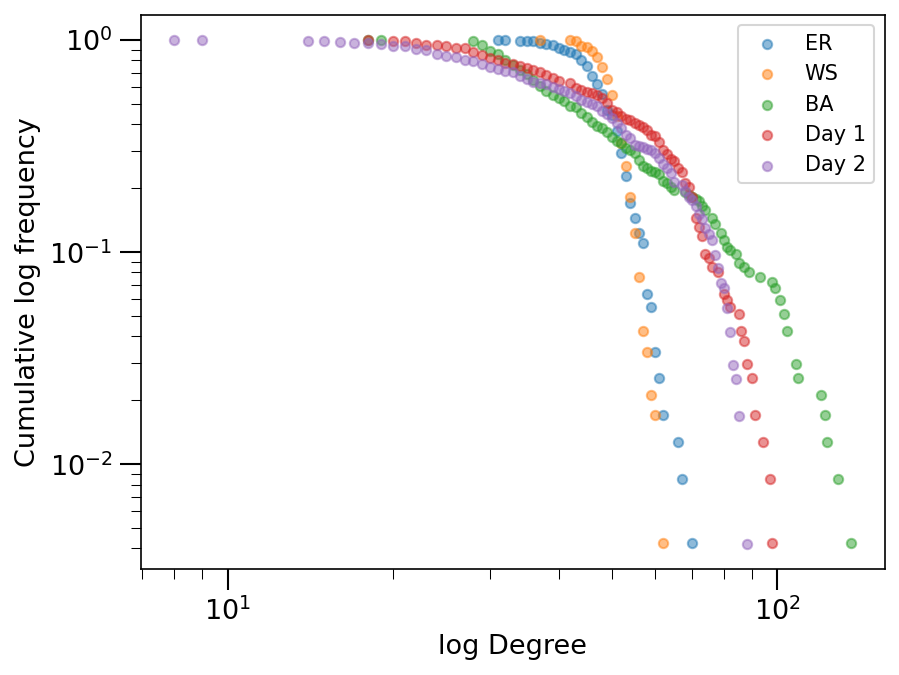 Cumulative log frequency
10⁰
10⁻¹
10⁻²
10¹
10²
log Degree
ER
WS
BA
Day 1
Day 2